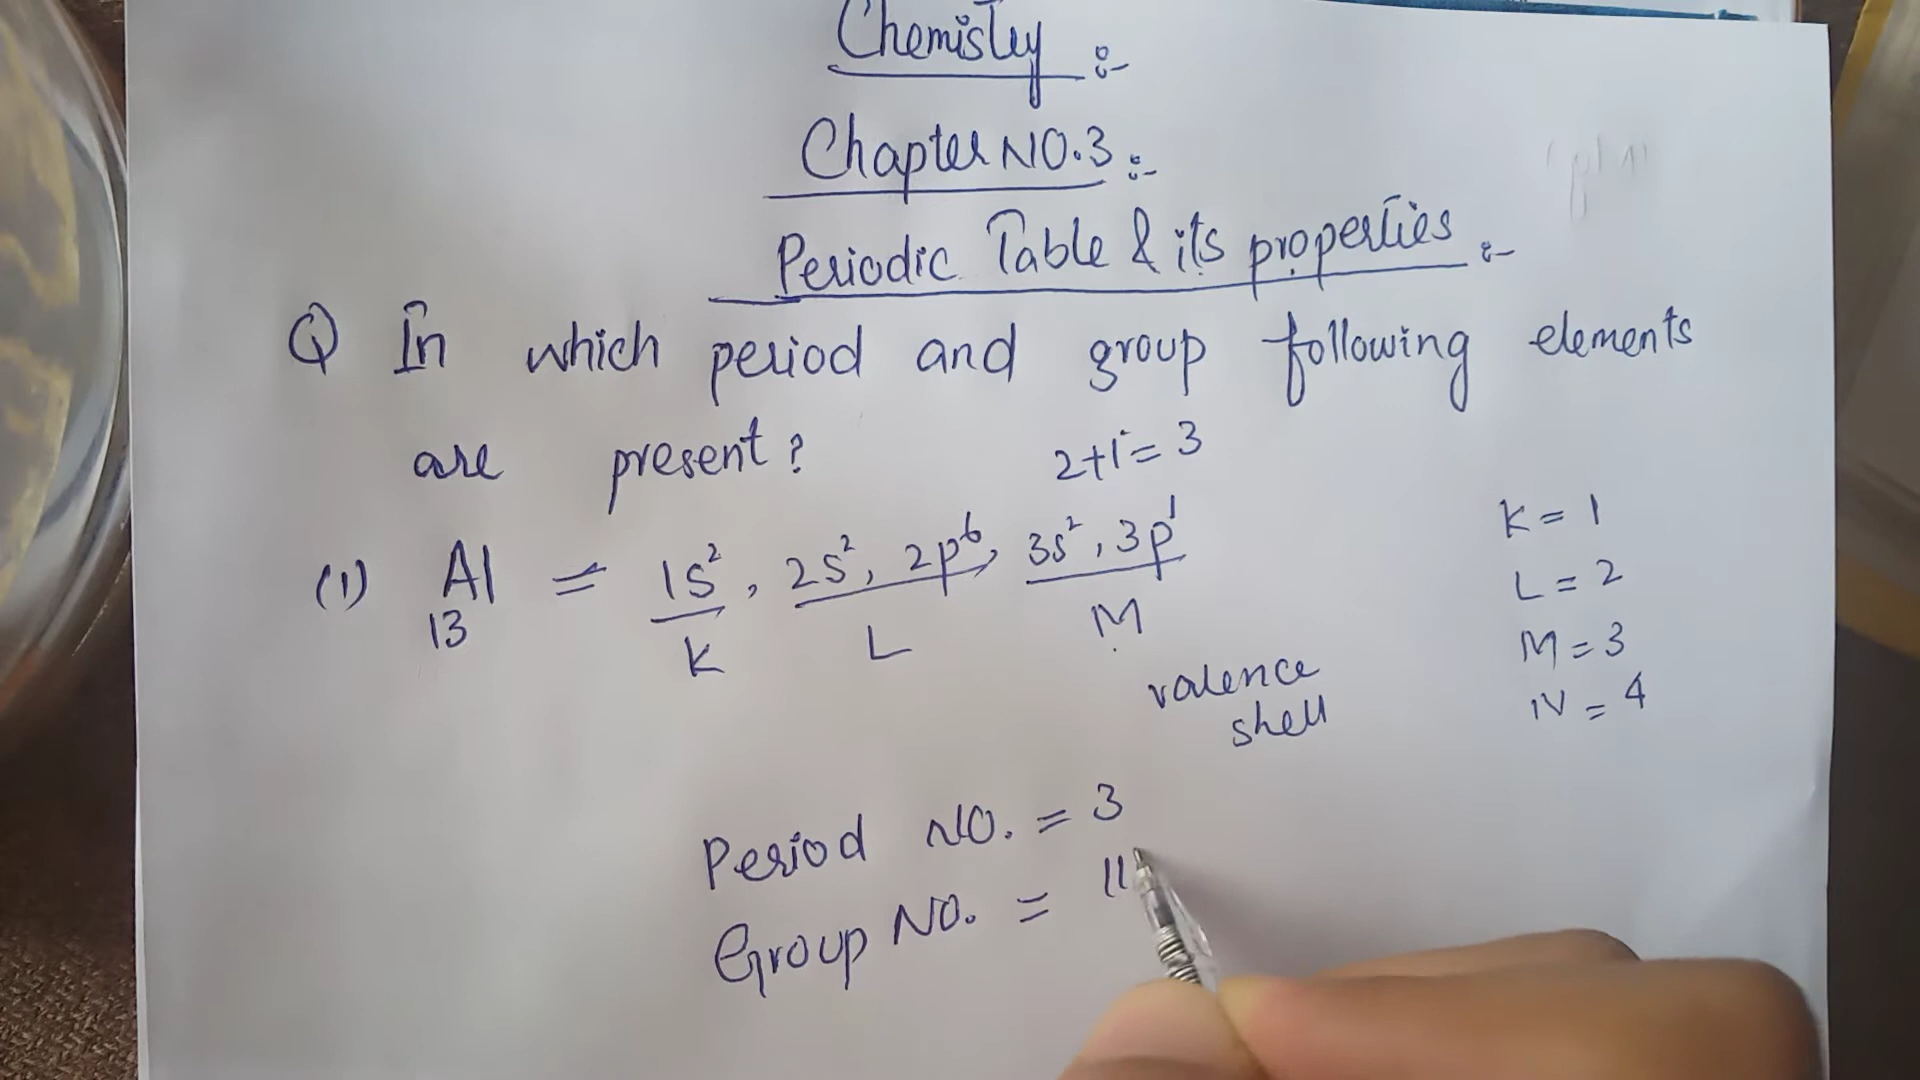 Chemistry :-
Chapter NO.3 :-
Periodic Table & its properties :-
Q In which period and group following elements
are present?
2+1=3
(1) Al = 1s², 2s², 2p⁶, 3s², 3p¹
13 K L M
K = 1
L = 2
M = 3
IV = 4
valence
shell
Period NO. = 3
Group NO. = 11